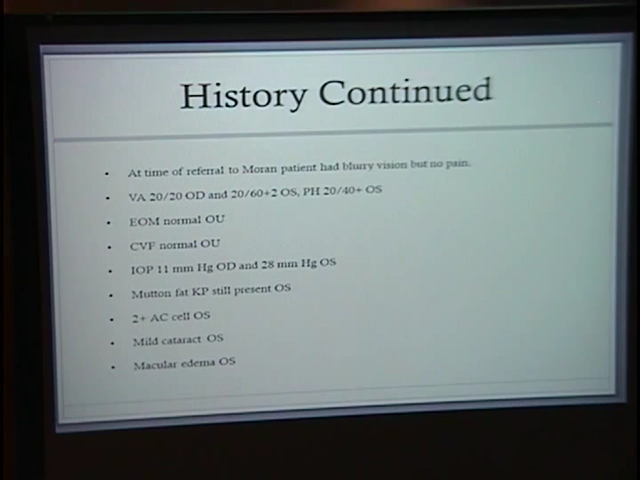 History Continued
• At time of referral to Moran patient had blurry vision but no pain.
• VA 20/20 OD and 20/60+2 OS, PH 20/40+ OS
• EOM normal OU
• CVF normal OU
• IOP 11 mm Hg OD and 28 mm Hg OS
• Mutton fat KP still present OS
• 2+ AC cell OS
• Mild cataract OS
• Macular edema OS